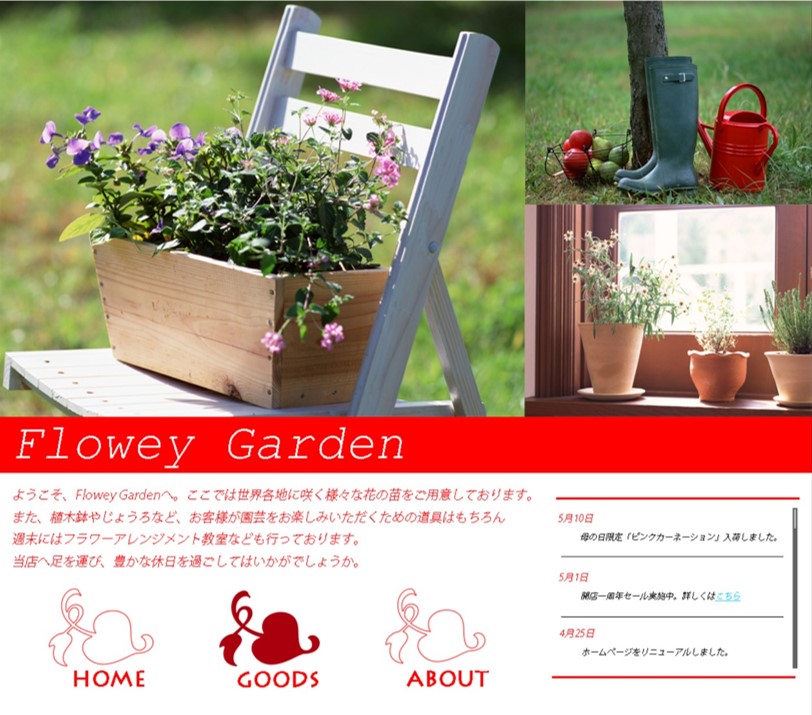 Flowey Garden
ようこそ、Flowey Gardenへ。ここでは世界各地に咲く様々な花の苗をご用意しております。
また、植木鉢やじょうろなど、お客様が園芸をお楽しみいただくための道具はもちろん
週末にはフラワーアレンジメント教室なども行っております。
当店へ足を運び、豊かな休日を過ごしてはいかがでしょうか。
HOME
GOODS
ABOUT
5月10日
母の日限定「ピンクカーネーション」入荷しました。
5月1日
開店一周年セール実施中。詳しくはこちら
4月25日
ホームページをリニューアルしました。